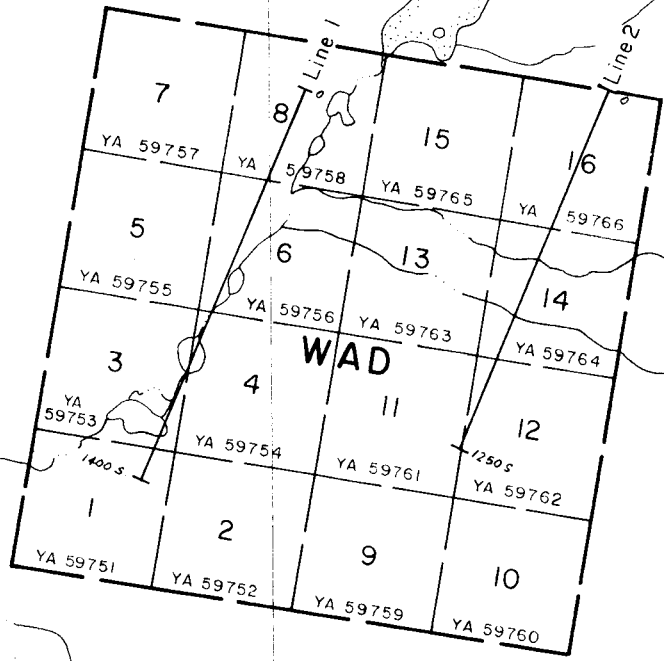 Line 1
0
Line 2
0
7
8
15
16
YA 59757
YA 59758
YA 59765
YA 59766
5
6
13
14
YA 59755
YA 59756
YA 59763
YA 59764
WAD
3
4
11
12
YA 59753
YA 59754
YA 59761
YA 59762
1400 S
1250 S
1
2
9
10
YA 59751
YA 59752
YA 59759
YA 59760